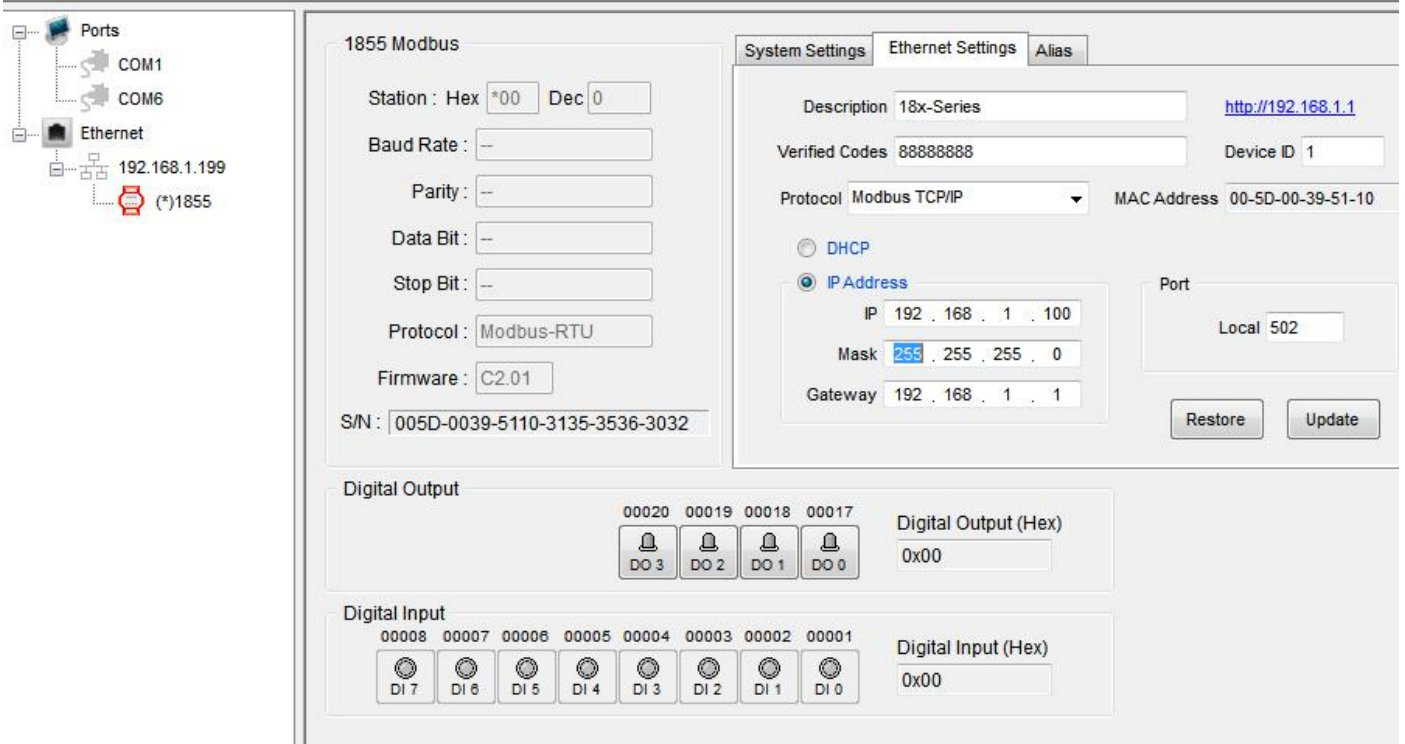 Ports
COM1
COM6
Ethernet
192.168.1.199
(*)1855
1855 Modbus
Station : Hex *00 Dec 0
Baud Rate : --
Parity : --
Data Bit : --
Stop Bit : --
Protocol : Modbus-RTU
Firmware : C2.01
S/N : 005D-0039-5110-3135-3536-3032
System Settings Ethernet Settings Alias
Description 18x-Series http://192.168.1.1
Verified Codes 88888888 Device ID 1
Protocol Modbus TCP/IP MAC Address 00-5D-00-39-51-10
DHCP
IP Address
IP 192 . 168 . 1 . 100
Mask 255 . 255 . 255 . 0
Gateway 192 . 168 . 1 . 1
Port
Local 502
Restore Update
Digital Output
00020 00019 00018 00017
DO 3 DO 2 DO 1 DO 0
Digital Output (Hex)
0x00
Digital Input
00008 00007 00006 00005 00004 00003 00002 00001
DI 7 DI 6 DI 5 DI 4 DI 3 DI 2 DI 1 DI 0
Digital Input (Hex)
0x00